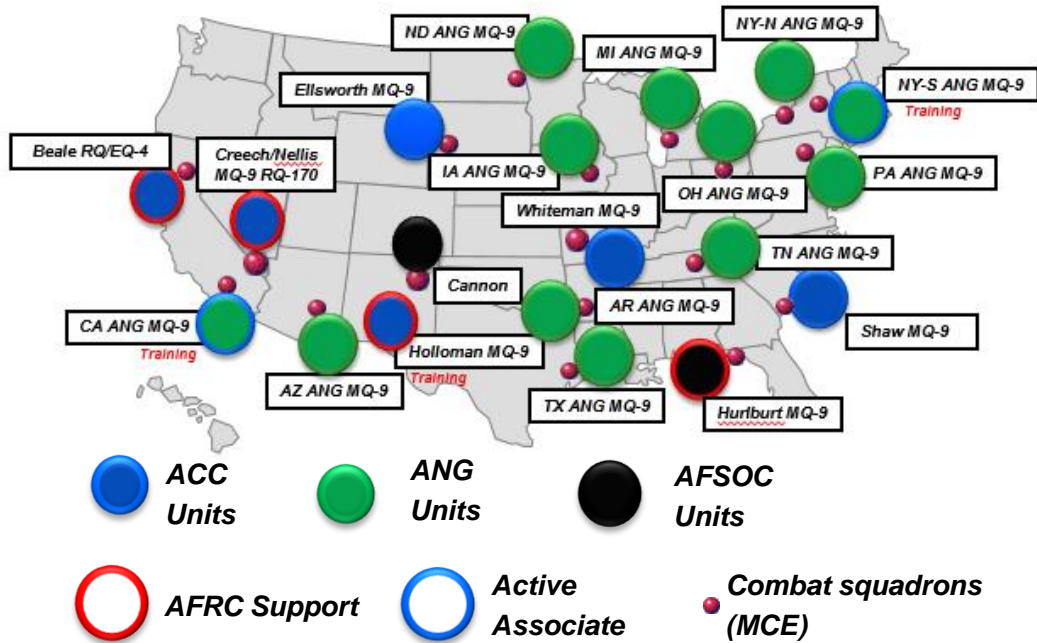 ND ANG MQ-9
NY-N ANG MQ-9
MI ANG MQ-9
NY-S ANG MQ-9
Training
Ellsworth MQ-9
Beale RQ/EQ-4
Creech/Nellis
MQ-9 RQ-170
IA ANG MQ-9
OH ANG MQ-9
PA ANG MQ-9
Whiteman MQ-9
TN ANG MQ-9
Cannon
AR ANG MQ-9
Shaw MQ-9
CA ANG MQ-9
Training
Holloman MQ-9
Training
AZ ANG MQ-9
TX ANG MQ-9
Hurlburt MQ-9
ACC
Units
ANG
Units
AFSOC
Units
AFRC Support
Active
Associate
Combat squadrons
(MCE)